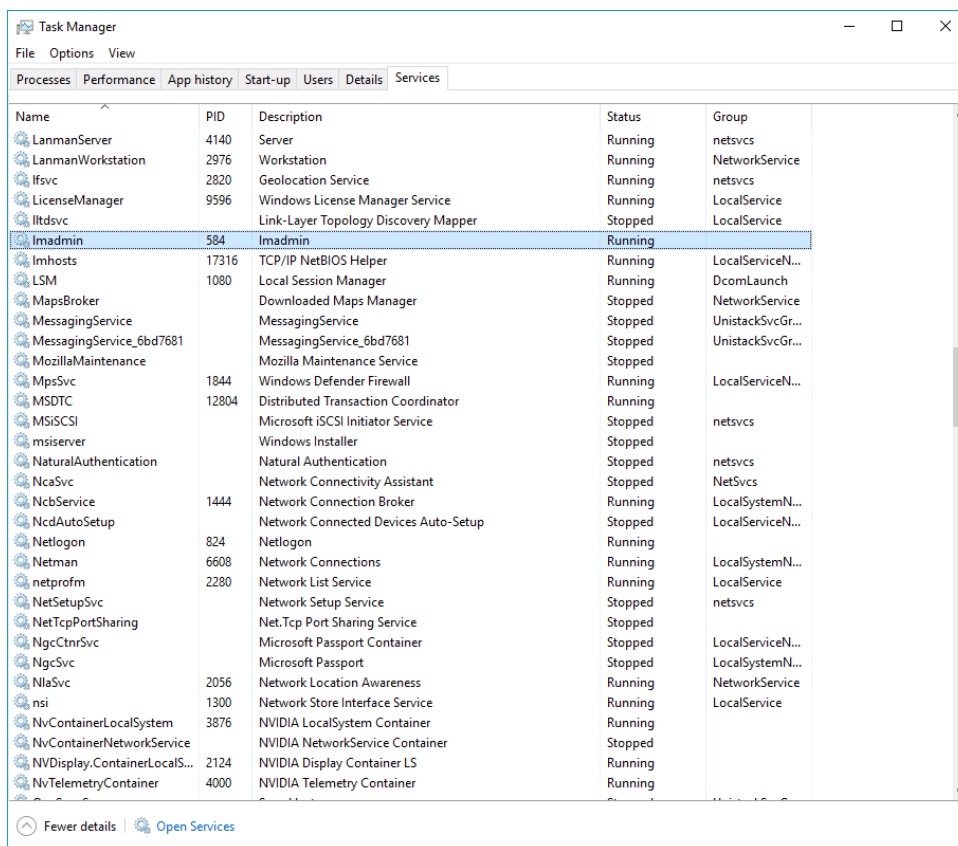 Task Manager
File Options View
Processes Performance App history Start-up Users Details Services
Name PID Description Status Group
LanmanServer 4140 Server Running netsvcs
LanmanWorkstation 2976 Workstation Running NetworkService
lfsvc 2820 Geolocation Service Running netsvcs
LicenseManager 9596 Windows License Manager Service Running LocalService
lltdsvc Link-Layer Topology Discovery Mapper Stopped LocalService
lmadmin 584 lmadmin Running
lmhosts 17316 TCP/IP NetBIOS Helper Running LocalServiceN...
LSM 1080 Local Session Manager Running DcomLaunch
MapsBroker Downloaded Maps Manager Stopped NetworkService
MessagingService MessagingService Stopped UnistackSvcGr...
MessagingService_6bd7681 MessagingService_6bd7681 Stopped UnistackSvcGr...
MozillaMaintenance Mozilla Maintenance Service Stopped
MpsSvc 1844 Windows Defender Firewall Running LocalServiceN...
MSDTC 12804 Distributed Transaction Coordinator Running
MSiSCSI Microsoft iSCSI Initiator Service Stopped netsvcs
msiserver Windows Installer Stopped
NaturalAuthentication Natural Authentication Stopped netsvcs
NcaSvc Network Connectivity Assistant Stopped NetSvcs
NcbService 1444 Network Connection Broker Running LocalSystemN...
NcdAutoSetup Network Connected Devices Auto-Setup Stopped LocalServiceN...
Netlogon 824 Netlogon Running
Netman 6608 Network Connections Running LocalSystemN...
netprofm 2280 Network List Service Running LocalService
NetSetupSvc Network Setup Service Stopped netsvcs
NetTcpPortSharing Net.Tcp Port Sharing Service Stopped
NgcCtnrSvc Microsoft Passport Container Stopped LocalServiceN...
NgcSvc Microsoft Passport Stopped LocalSystemN...
NlaSvc 2056 Network Location Awareness Running NetworkService
nsi 1300 Network Store Interface Service Running LocalService
NvContainerLocalSystem 3876 NVIDIA LocalSystem Container Running
NvContainerNetworkService NVIDIA NetworkService Container Stopped
NVDisplay.ContainerLocalS... 2124 NVIDIA Display Container LS Running
NvTelemetryContainer 4000 NVIDIA Telemetry Container Running
Fewer details Open Services